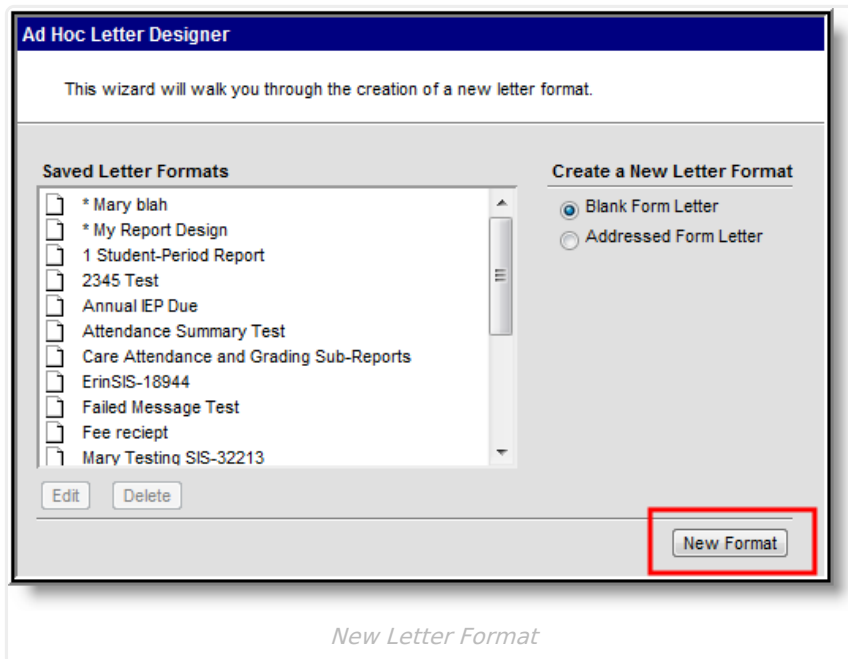 Ad Hoc Letter Designer
This wizard will walk you through the creation of a new letter format.
Saved Letter Formats
* Mary blah
* My Report Design
1 Student-Period Report
2345 Test
Annual IEP Due
Attendance Summary Test
Care Attendance and Grading Sub-Reports
ErinSIS-18944
Failed Message Test
Fee reciept
Mary Testing SIS-32213
Edit
Delete
Create a New Letter Format
Blank Form Letter
Addressed Form Letter
New Format
New Letter Format